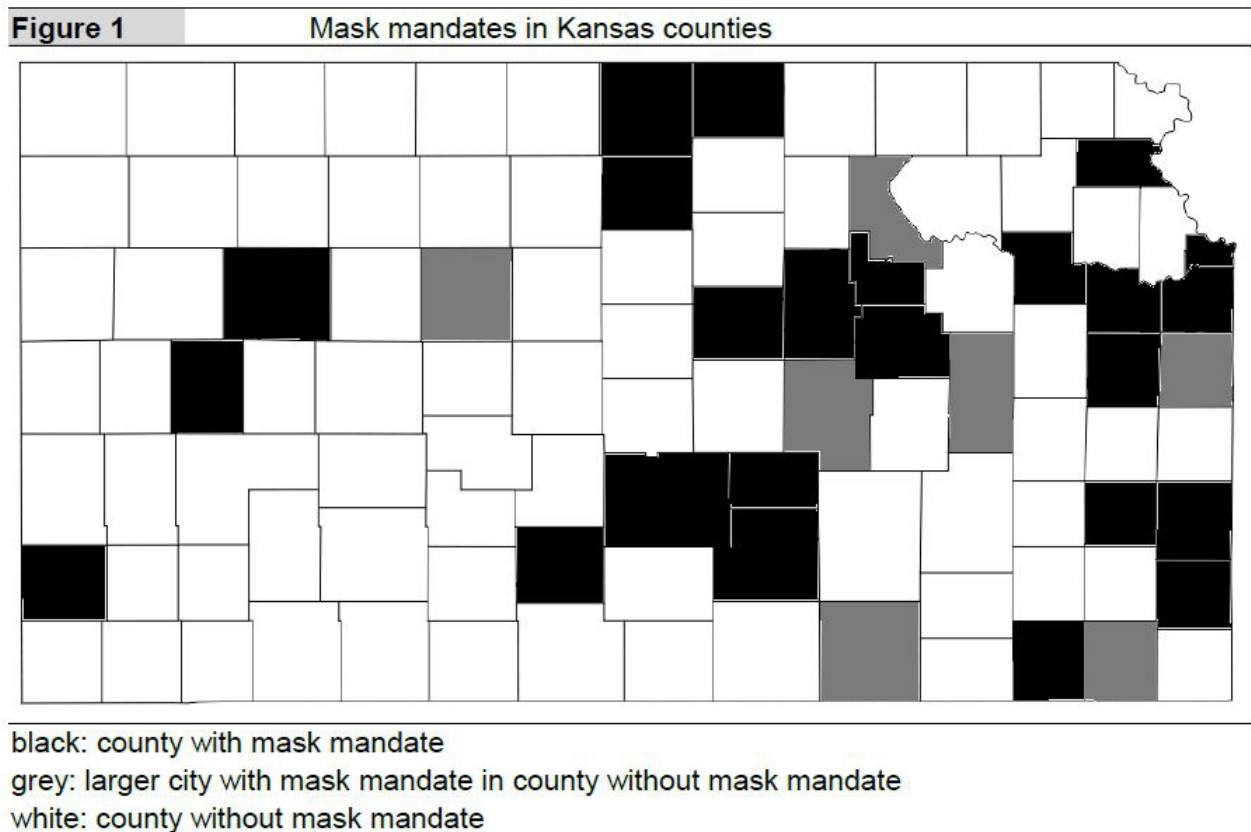 Figure 1 Mask mandates in Kansas counties
black: county with mask mandate
grey: larger city with mask mandate in county without mask mandate
white: county without mask mandate